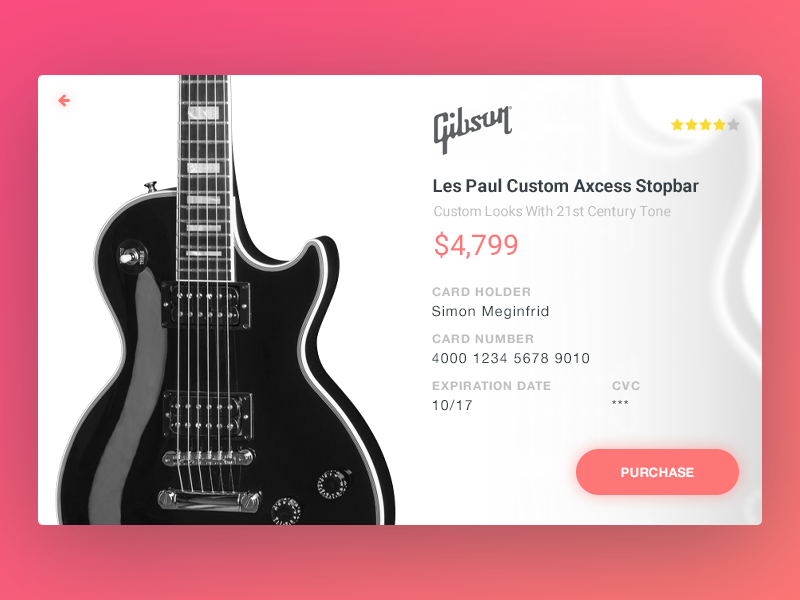 Gibson
Les Paul Custom Axcess Stopbar
Custom Looks With 21st Century Tone
$4,799
CARD HOLDER
Simon Meginfrid
CARD NUMBER
4000 1234 5678 9010
EXPIRATION DATE CVC
10/17 ***
PURCHASE